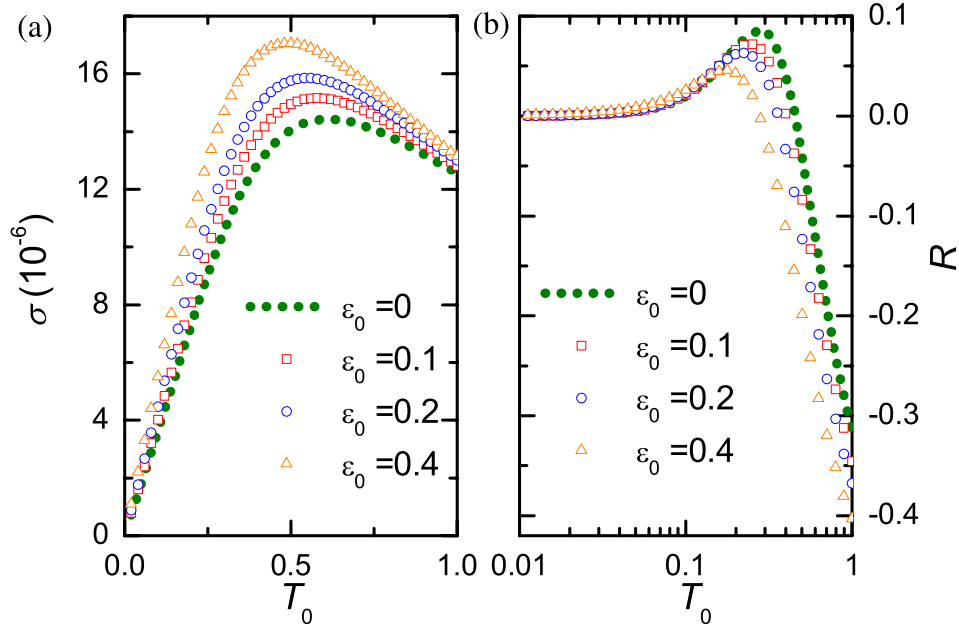 (a)
σ (10⁻⁶)
16
12
8
4
0
ε₀ =0
ε₀ =0.1
ε₀ =0.2
ε₀ =0.4
0.0 0.5 1.0
T₀
(b)
0.1
0.0
-0.1
-0.2
-0.3
-0.4
R
ε₀ =0
ε₀ =0.1
ε₀ =0.2
ε₀ =0.4
0.01 0.1 1
T₀